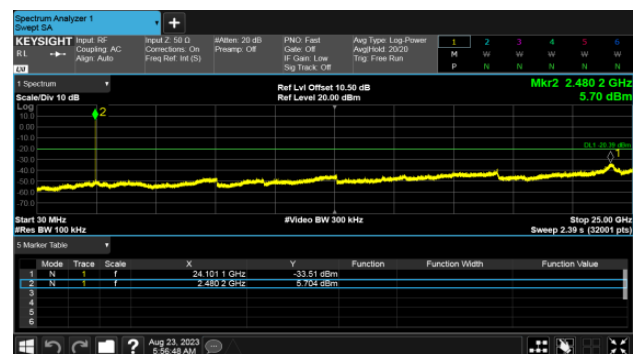 Spectrum Analyzer 1
Swept SA
+
KEYSIGHT Input: RF Input Z: 50 Ω #Atten: 20 dB PNO: Fast Avg Type: Log-Power 1 2 3 4 5 6
RL Coupling: AC Corrections: On Preamp: Off Gate: Off Avg|Hold: 20/20 M W W W W W
Align: Auto Freq Ref: Int (S) IF Gain: Low Trig: Free Run
LXI Sig Track: Off P N N N N N
1 Spectrum Ref Lvl Offset 10.50 dB Mkr2 2.480 2 GHz
Scale/Div 10 dB Ref Level 20.00 dBm 5.70 dBm
Log
10.0
0.00
-10.0
-20.0
-30.0
-40.0
-50.0
-60.0
-70.0
2
DL1 -20.39 dBm
1
Start 30 MHz #Video BW 300 kHz Stop 25.00 GHz
#Res BW 100 kHz Sweep 2.39 s (32001 pts)
5 Marker Table
Mode Trace Scale X Y Function Function Width Function Value
1 N 1 f 24.101 1 GHz -33.51 dBm
2 N 1 f 2.480 2 GHz 5.704 dBm
3
4
5
6
? Aug 23, 2023
5:56:48 AM